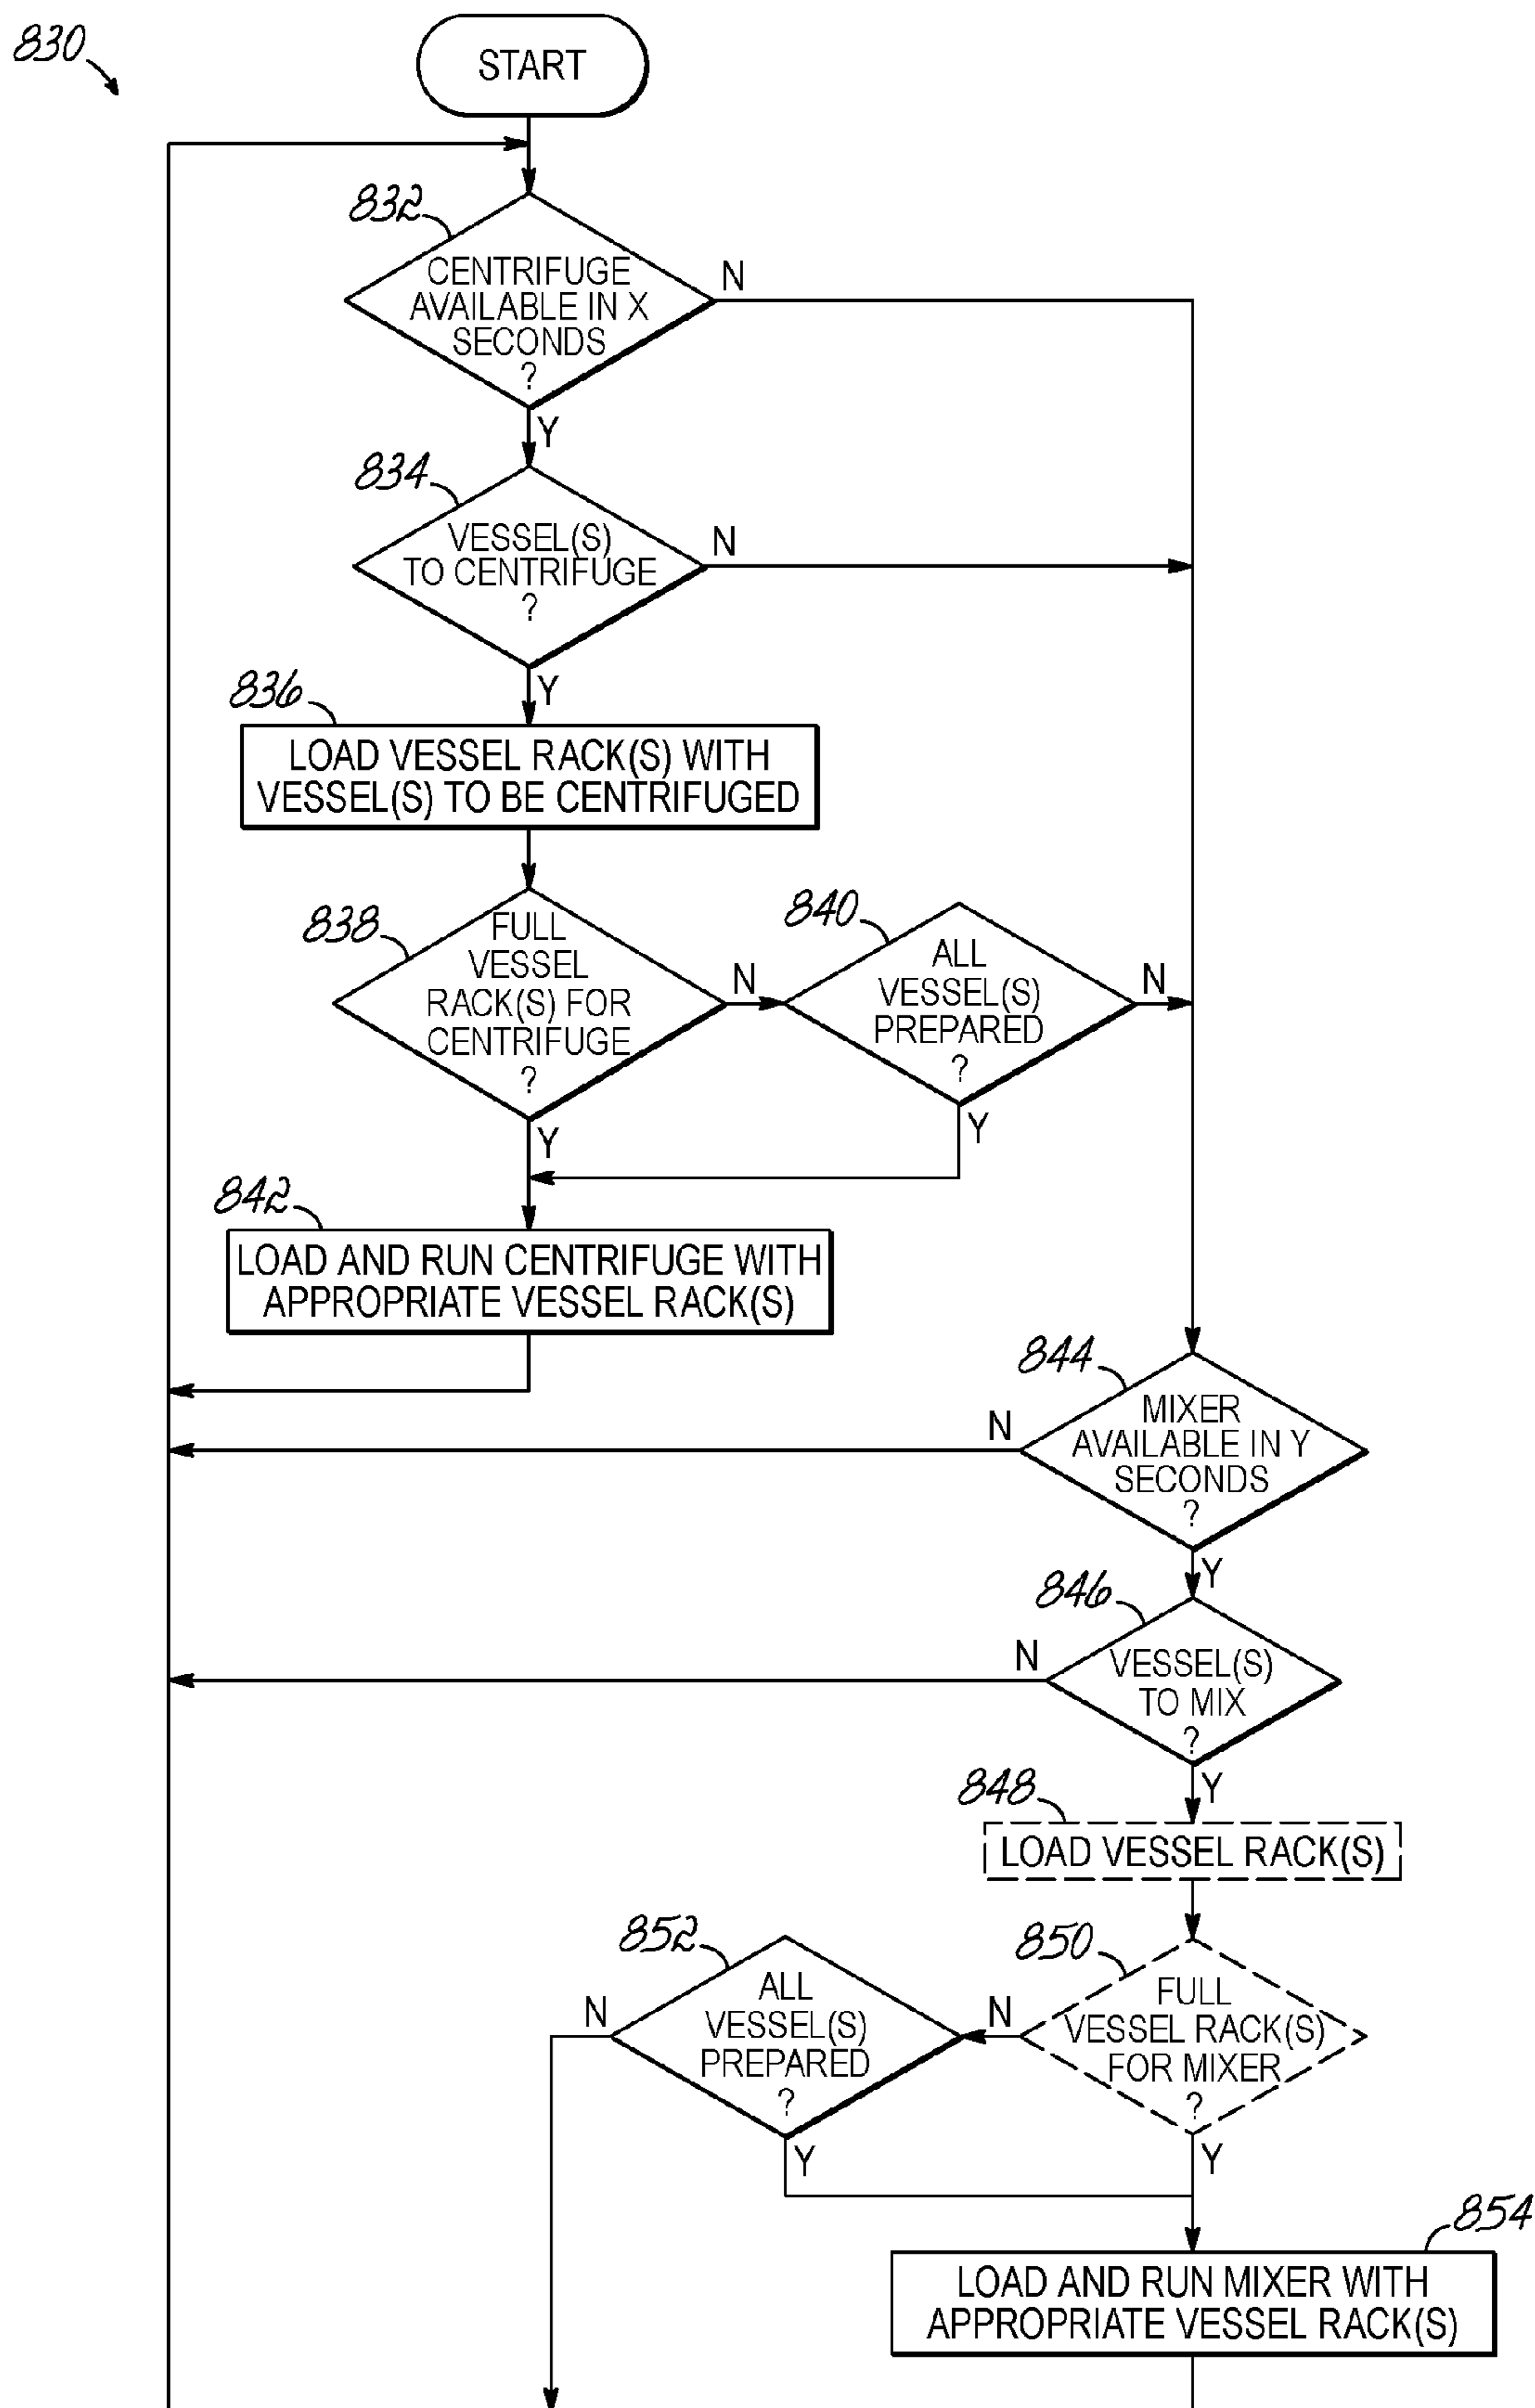 830
START
832
CENTRIFUGE
AVAILABLE IN X
SECONDS
?
N
Y
834
VESSEL(S)
TO CENTRIFUGE
?
N
Y
836
LOAD VESSEL RACK(S) WITH
VESSEL(S) TO BE CENTRIFUGED
838
FULL
VESSEL
RACK(S) FOR
CENTRIFUGE
?
N
Y
840
ALL
VESSEL(S)
PREPARED
?
N
Y
842
LOAD AND RUN CENTRIFUGE WITH
APPROPRIATE VESSEL RACK(S)
844
MIXER
AVAILABLE IN Y
SECONDS
?
N
Y
846
VESSEL(S)
TO MIX
?
N
Y
848
LOAD VESSEL RACK(S)
850
FULL
VESSEL RACK(S)
FOR MIXER
?
N
Y
852
ALL
VESSEL(S)
PREPARED
?
N
Y
854
LOAD AND RUN MIXER WITH
APPROPRIATE VESSEL RACK(S)